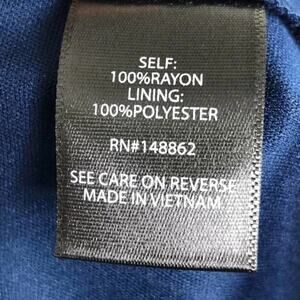 SELF:
100%RAYON
LINING:
100%POLYESTER
RN#148862
SEE CARE ON REVERSE
MADE IN VIETNAM